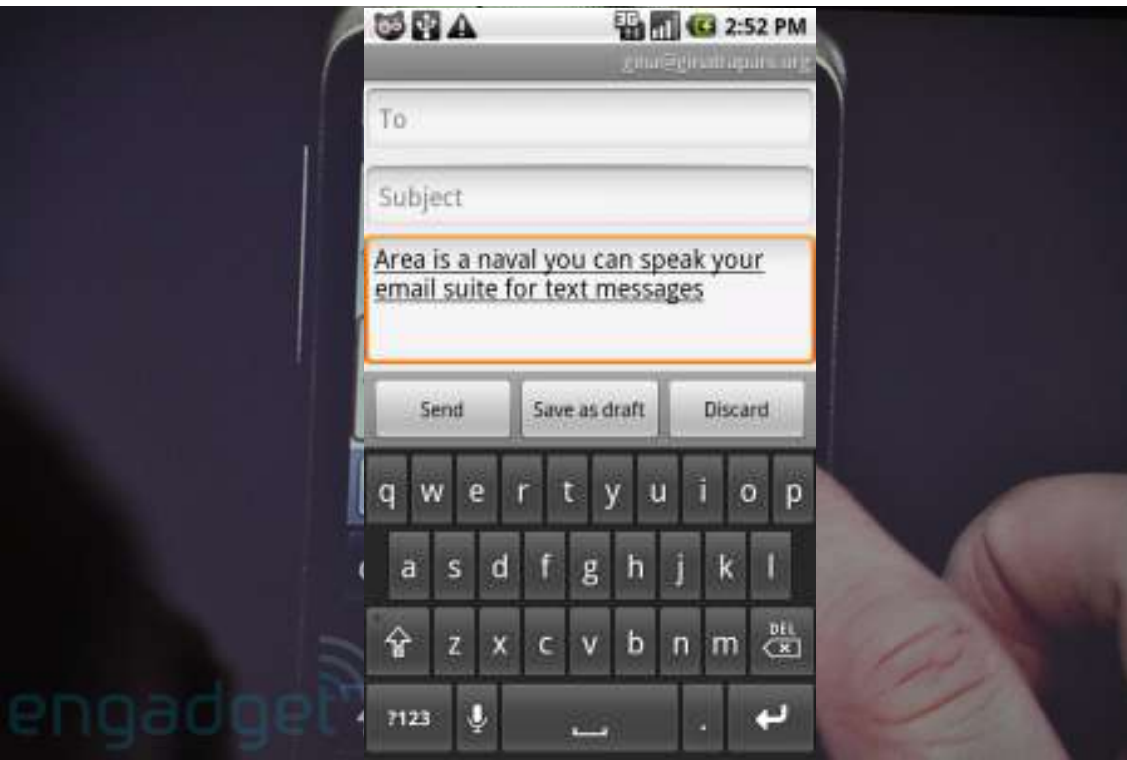 3G
2:52 PM
To
Subject
Area is a naval you can speak your
email suite for text messages
Send
Save as draft
Discard
q w e r t y u i o p
a s d f g h j k l
z x c v b n m DEL
?123 .
engadget